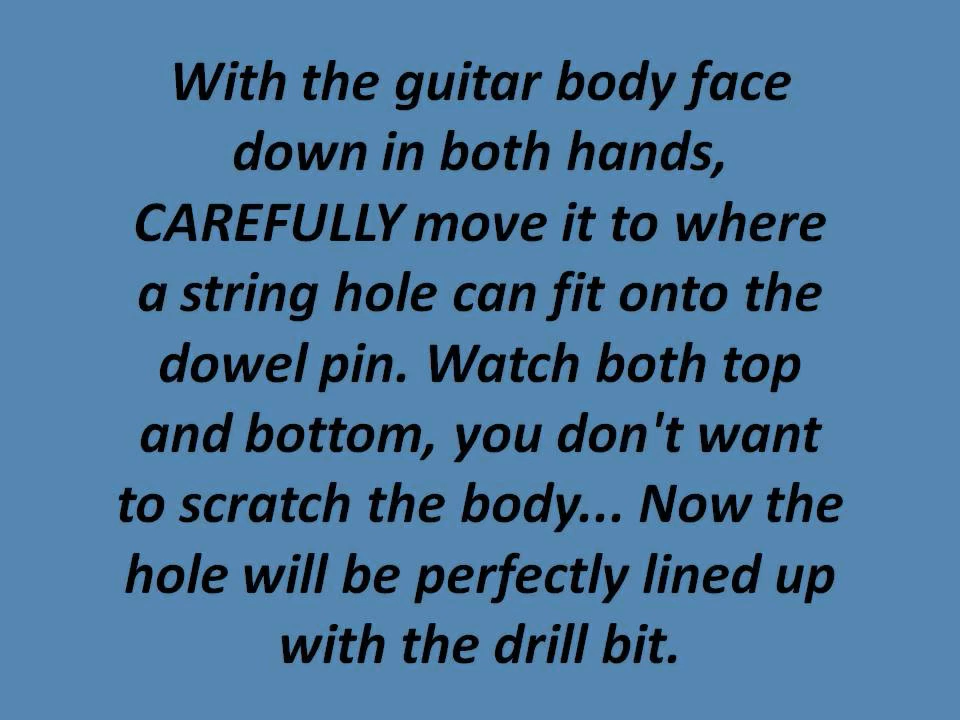 With the guitar body face
down in both hands,
CAREFULLY move it to where
a string hole can fit onto the
dowel pin. Watch both top
and bottom, you don't want
to scratch the body... Now the
hole will be perfectly lined up
with the drill bit.